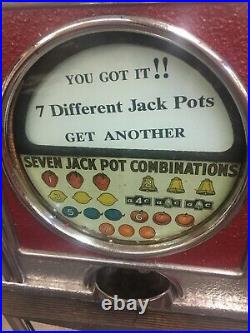 YOU GOT IT!!
7 Different Jack Pots
GET ANOTHER
SEVEN JACK POT COMBINATIONS